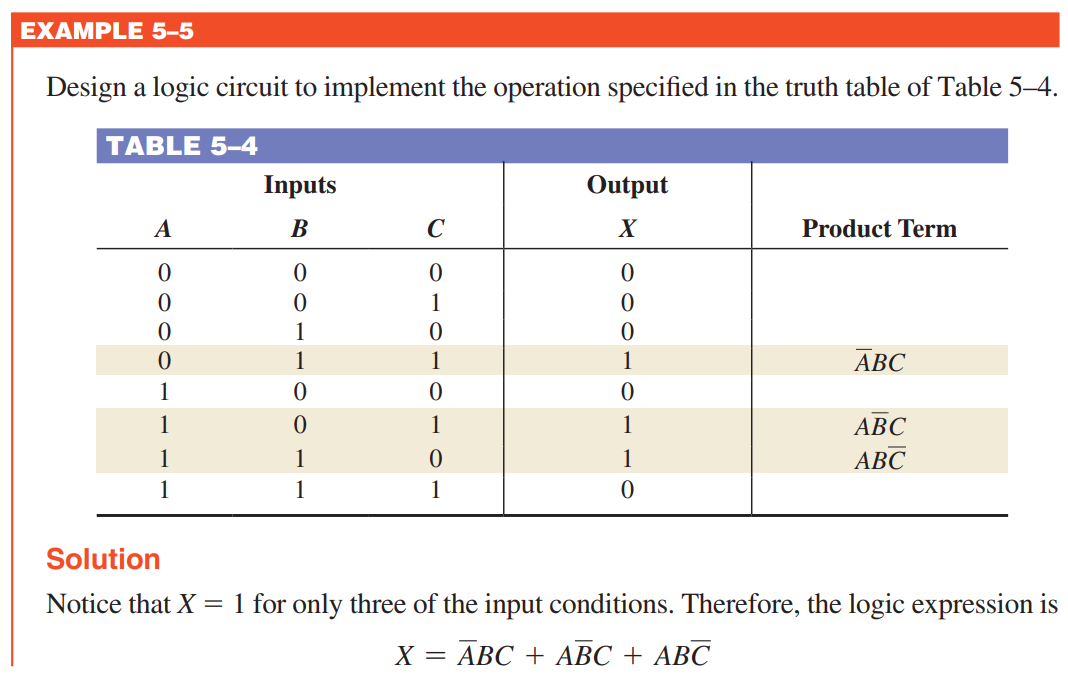 EXAMPLE 5–5
Design a logic circuit to implement the operation specified in the truth table of Table 5–4.
TABLE 5–4
Inputs Output
A B C X Product Term
0 0 0 0
0 0 1 0
0 1 0 0
0 1 1 1 A̅BC
1 0 0 0
1 0 1 1 AB̅C
1 1 0 1 ABC̅
1 1 1 0
Solution
Notice that X = 1 for only three of the input conditions. Therefore, the logic expression is
X = A̅BC + AB̅C + ABC̅